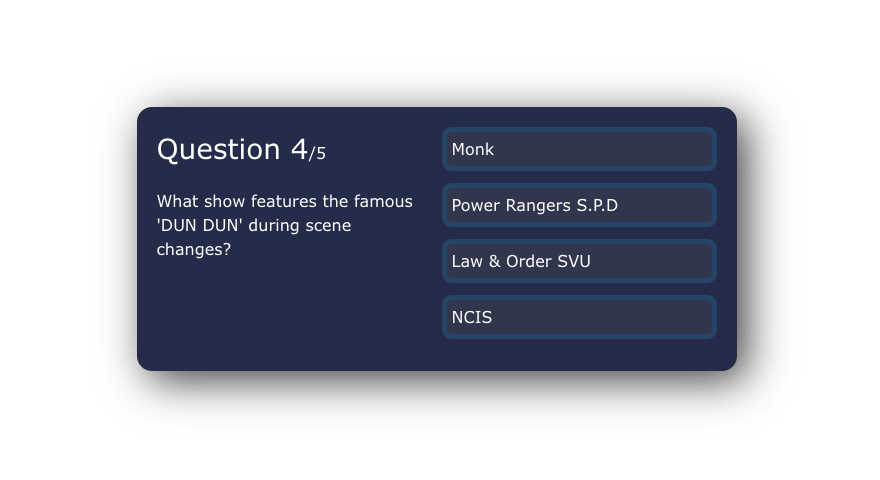 Question 4/5
What show features the famous
'DUN DUN' during scene
changes?
Monk
Power Rangers S.P.D
Law & Order SVU
NCIS